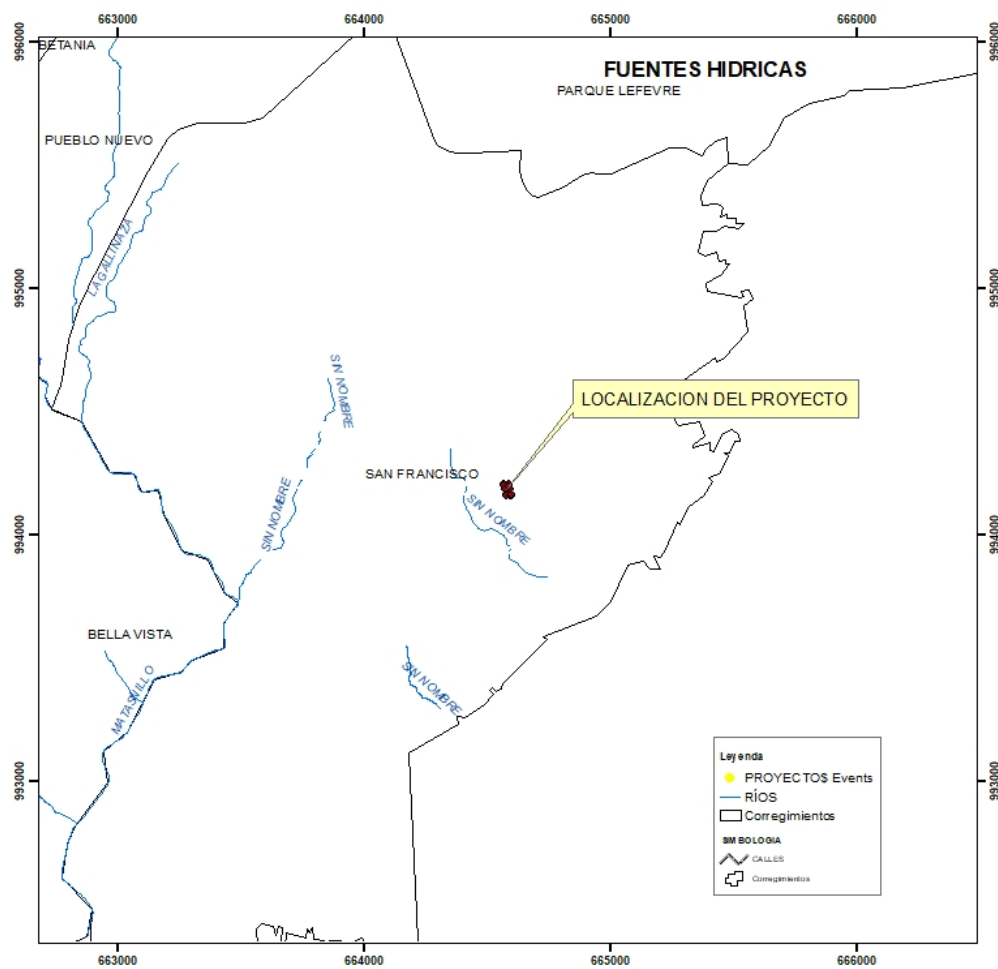 663000 664000 665000 666000
996000
996000
BETANIA
FUENTES HIDRICAS
PARQUE LEFEVRE
PUEBLO NUEVO
LA GALLINAZA
995000
995000
SIN NOMBRE
LOCALIZACION DEL PROYECTO
SAN FRANCISCO
SIN NOMBRE
SIN NOMBRE
994000
994000
BELLA VISTA
MATASNILLO
SIN NOMBRE
993000
993000
Leyenda
PROYECTOS Events
RÍOS
Corregimientos
SIMBOLOGIA
CALLES
Corregimientos
663000 664000 665000 666000